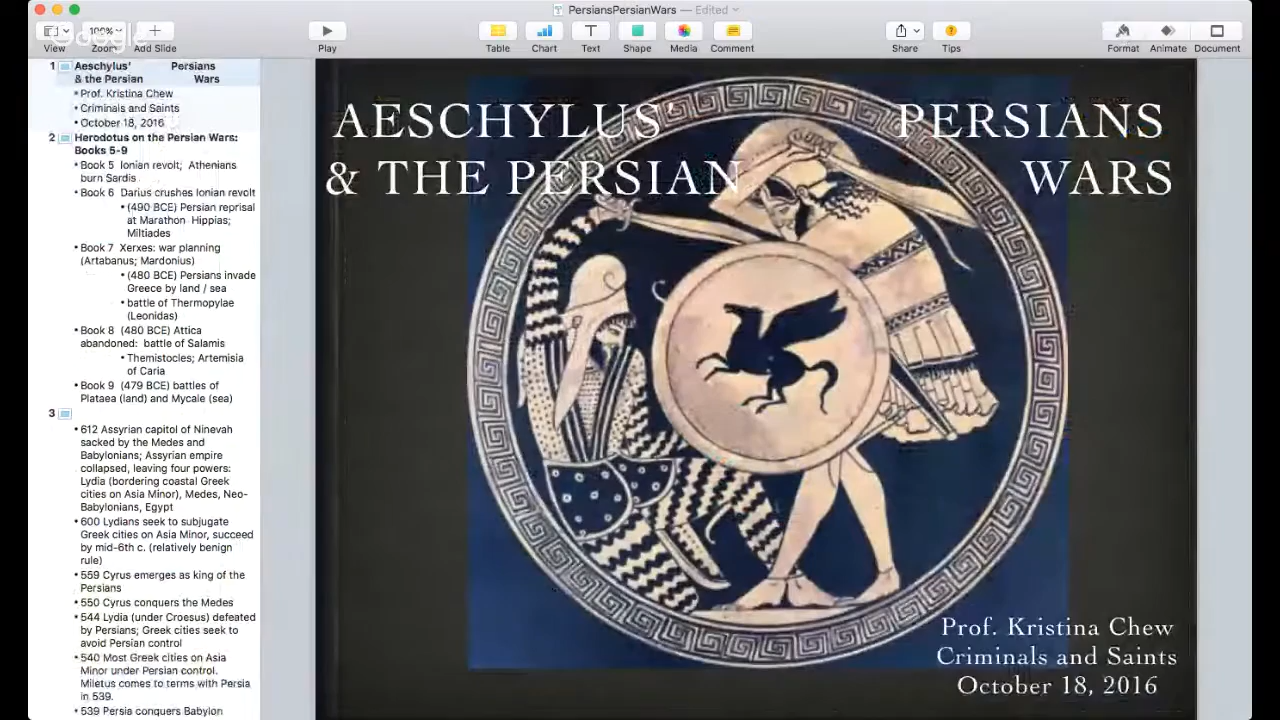 PersiansPersianWars — Edited
100%
View
Zoom
Add Slide
Play
Table
Chart
Text
Shape
Media
Comment
Share
Tips
Format
Animate
Document
Google
1 Aeschylus' Persians
& the Persian Wars
• Prof. Kristina Chew
• Criminals and Saints
• October 18, 2016
2 Herodotus on the Persian Wars:
Books 5-9
• Book 5 Ionian revolt; Athenians
burn Sardis
• Book 6 Darius crushes Ionian revolt
• (490 BCE) Persian reprisal
at Marathon Hippias;
Miltiades
• Book 7 Xerxes: war planning
(Artabanus; Mardonius)
• (480 BCE) Persians invade
Greece by land / sea
• battle of Thermopylae
(Leonidas)
• Book 8 (480 BCE) Attica
abandoned: battle of Salamis
• Themistocles; Artemisia
of Caria
• Book 9 (479 BCE) battles of
Plataea (land) and Mycale (sea)
3
• 612 Assyrian capitol of Ninevah
sacked by the Medes and
Babylonians; Assyrian empire
collapsed, leaving four powers:
Lydia (bordering coastal Greek
cities on Asia Minor), Medes, Neo-
Babylonians, Egypt
• 600 Lydians seek to subjugate
Greek cities on Asia Minor, succeed
by mid-6th c. (relatively benign
rule)
• 559 Cyrus emerges as king of the
Persians
• 550 Cyrus conquers the Medes
• 544 Lydia (under Croesus) defeated
by Persians; Greek cities seek to
avoid Persian control
• 540 Most Greek cities on Asia
Minor under Persian control.
Miletus comes to terms with Persia
in 539.
• 539 Persia conquers Babylon
AESCHYLUS' PERSIANS
& THE PERSIAN WARS
Prof. Kristina Chew
Criminals and Saints
October 18, 2016